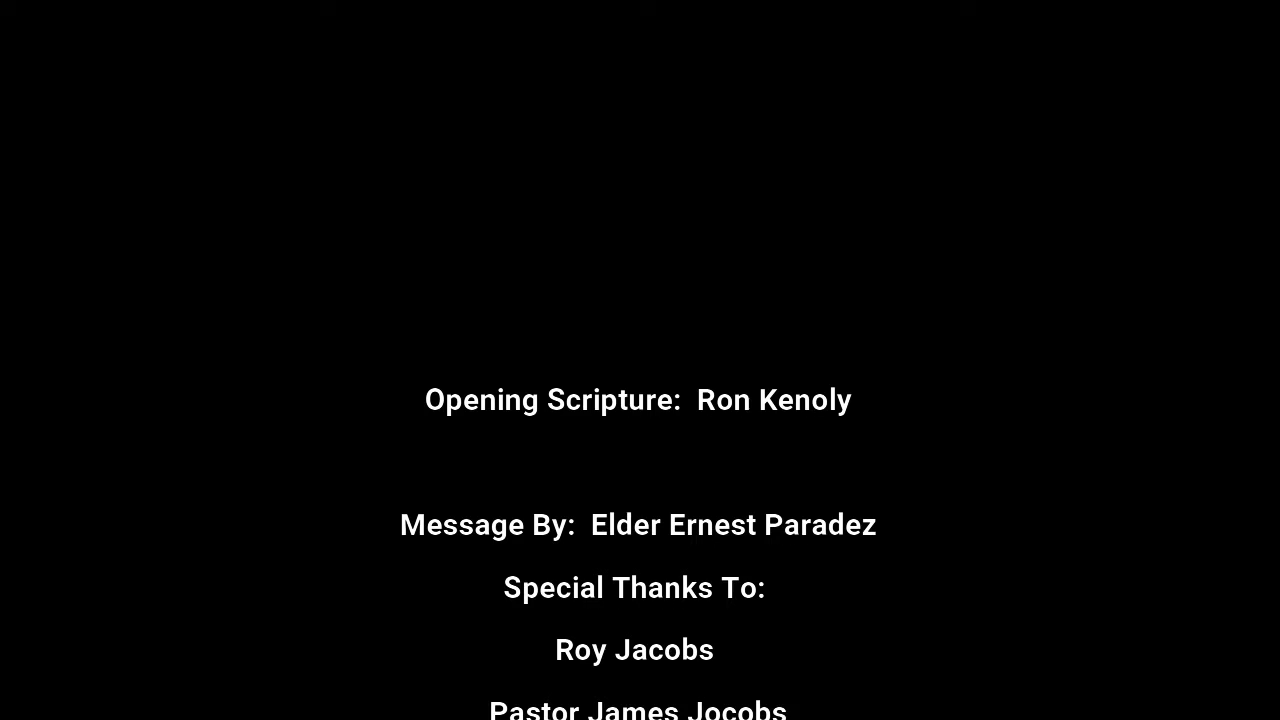 Opening Scripture:  Ron Kenoly
Message By:  Elder Ernest Paradez
Special Thanks To:
Roy Jacobs
Pastor James Jocobs